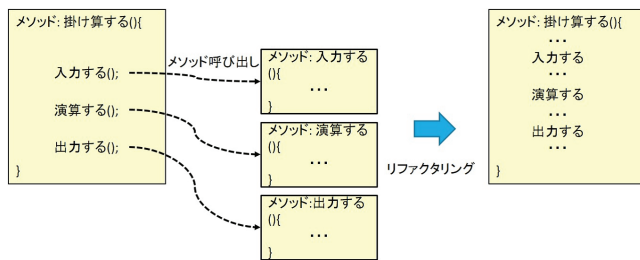 メソッド: 掛け算する(){
入力する();
演算する();
出力する();
}
メソッド呼び出し
メソッド: 入力する
(){
...
}
メソッド: 演算する
(){
...
}
メソッド:出力する
(){
...
}
リファクタリング
メソッド: 掛け算する(){
...
入力する
...
演算する
...
出力する
...
}